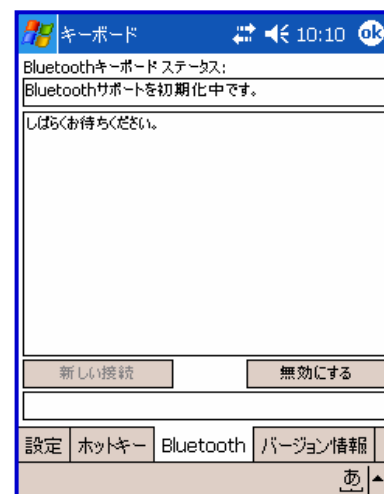 キーボード 10:10 ok
Bluetoothキーボード ステータス:
Bluetoothサポートを初期化中です。
しばらくお待ちください。
新しい接続 無効にする
設定 ホットキー Bluetooth バージョン情報
あ